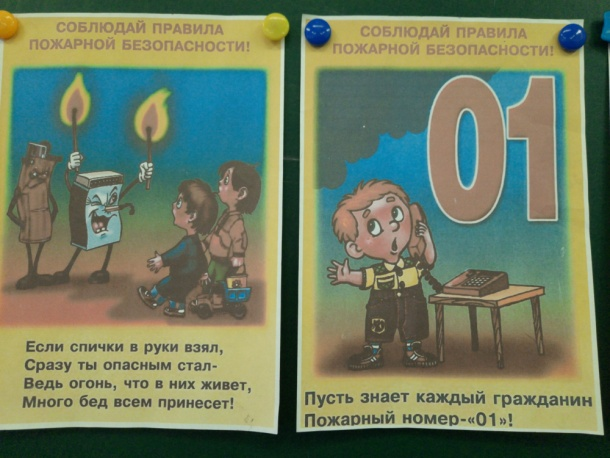 СОБЛЮДАЙ ПРАВИЛА
ПОЖАРНОЙ БЕЗОПАСНОСТИ!
Если спички в руки взял,
Сразу ты опасным стал-
Ведь огонь, что в них живет,
Много бед всем принесет!
СОБЛЮДАЙ ПРАВИЛА
ПОЖАРНОЙ БЕЗОПАСНОСТИ!
01
Пусть знает каждый гражданин
Пожарный номер-«01»!